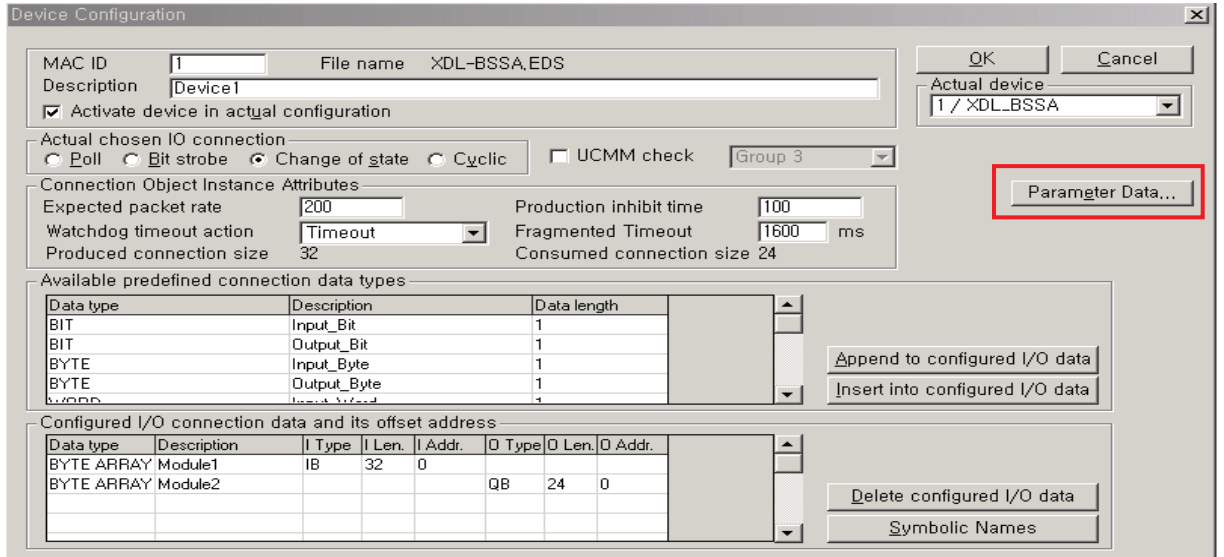 Device Configuration
MAC ID 1 File name XDL-BSSA.EDS
OK Cancel
Description Device1
Actual device
1 / XDL_BSSA
Activate device in actual configuration
Actual chosen IO connection
Poll Bit strobe Change of state Cyclic UCMM check Group 3
Connection Object Instance Attributes
Parameter Data...
Expected packet rate 200 Production inhibit time 100
Watchdog timeout action Timeout Fragmented Timeout 1600 ms
Produced connection size 32 Consumed connection size 24
Available predefined connection data types
Data type Description Data length
BIT Input_Bit 1
BIT Output_Bit 1
BYTE Input_Byte 1
BYTE Output_Byte 1
Append to configured I/O data
Insert into configured I/O data
Configured I/O connection data and its offset address
Data type Description I Type I Len. I Addr. O Type O Len. O Addr.
BYTE ARRAY Module1 IB 32 0
BYTE ARRAY Module2 QB 24 0
Delete configured I/O data
Symbolic Names